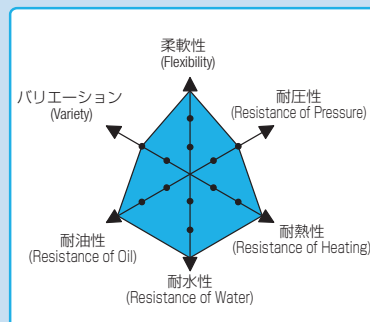 柔軟性
(Flexibility)
バリエーション
(Variety)
耐圧性
(Resistance of Pressure)
耐油性
(Resistance of Oil)
耐熱性
(Resistance of Heating)
耐水性
(Resistance of Water)